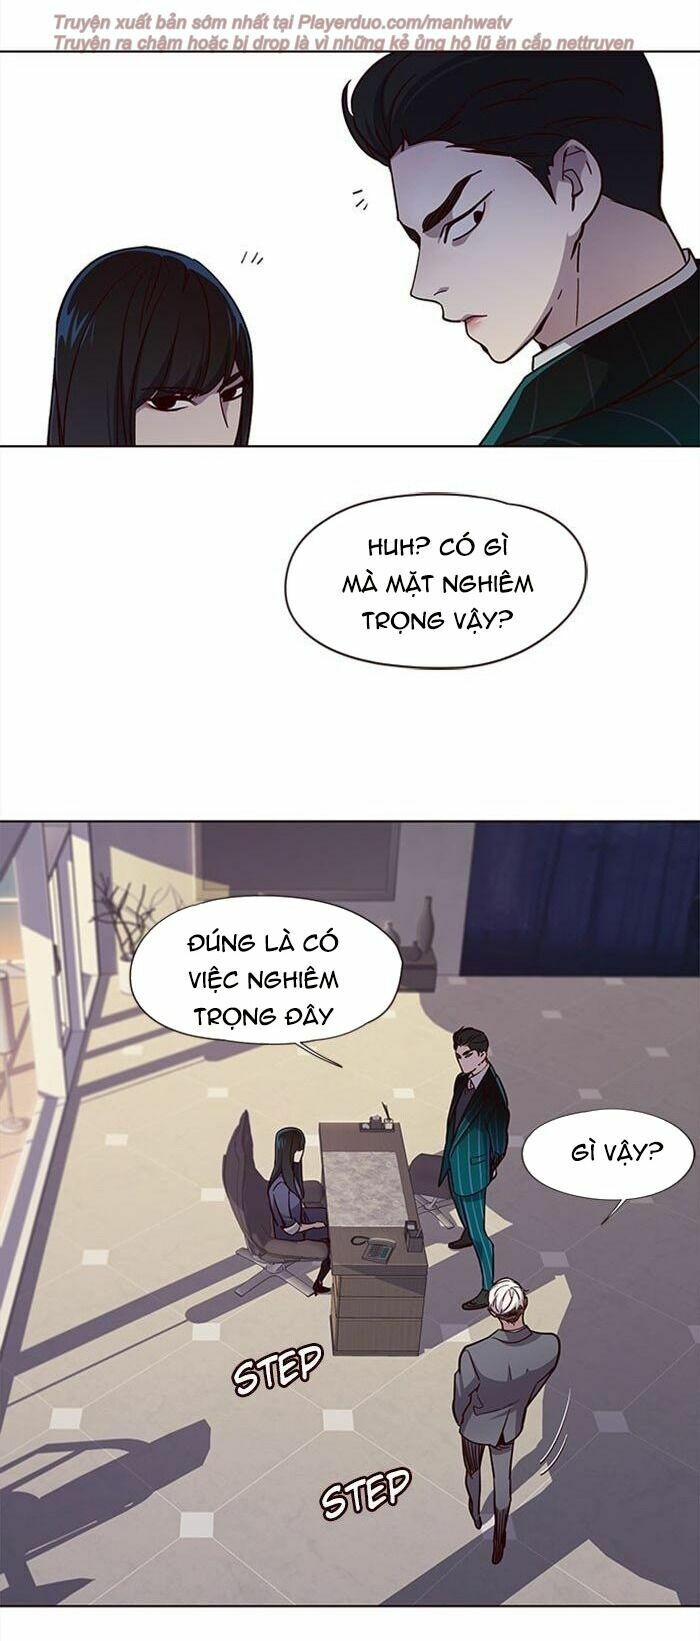 Truyện xuất bản sớm nhất tại Playerduo.com/manhwatv
Truyện ra chậm hoặc bị drop là vì những kẻ ủng hộ lũ ăn cắp nettruyen
HUH? CÓ GÌ
MÀ MẶT NGHIÊM
TRỌNG VẬY?
ĐÚNG LÀ CÓ
VIỆC NGHIÊM
TRỌNG ĐÂY
GÌ VẬY?
STEP
STEP